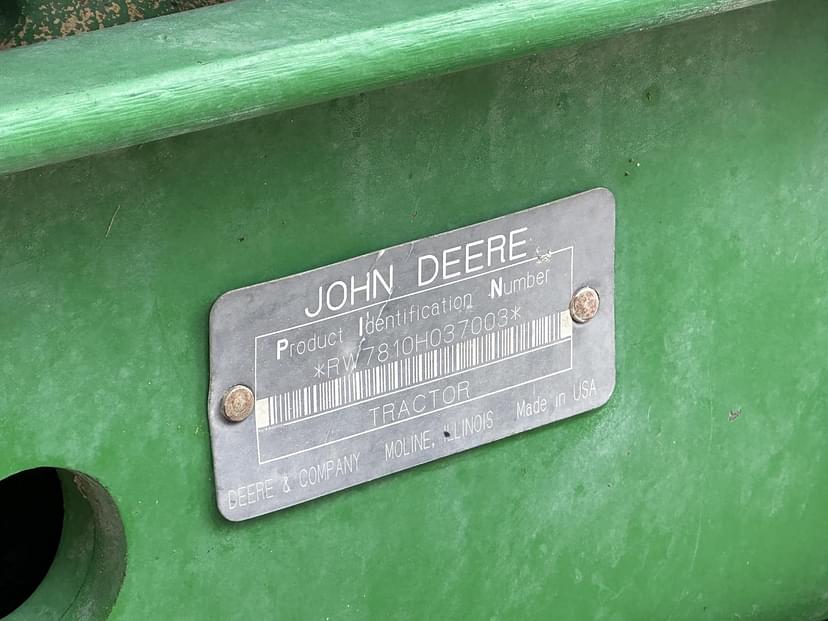 JOHN DEERE
Product Identification Number
*RW7810H037003*
TRACTOR
DEERE & COMPANY MOLINE, ILLINOIS Made in USA